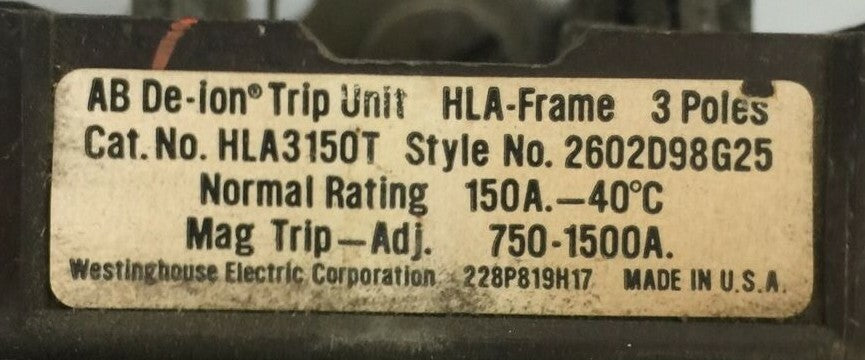 AB De-ion® Trip Unit HLA-Frame 3 Poles
Cat. No. HLA3150T Style No. 2602D98G25
Normal Rating 150A.—40°C
Mag Trip—Adj. 750-1500A.
Westinghouse Electric Corporation 228P819H17 MADE IN U.S.A.